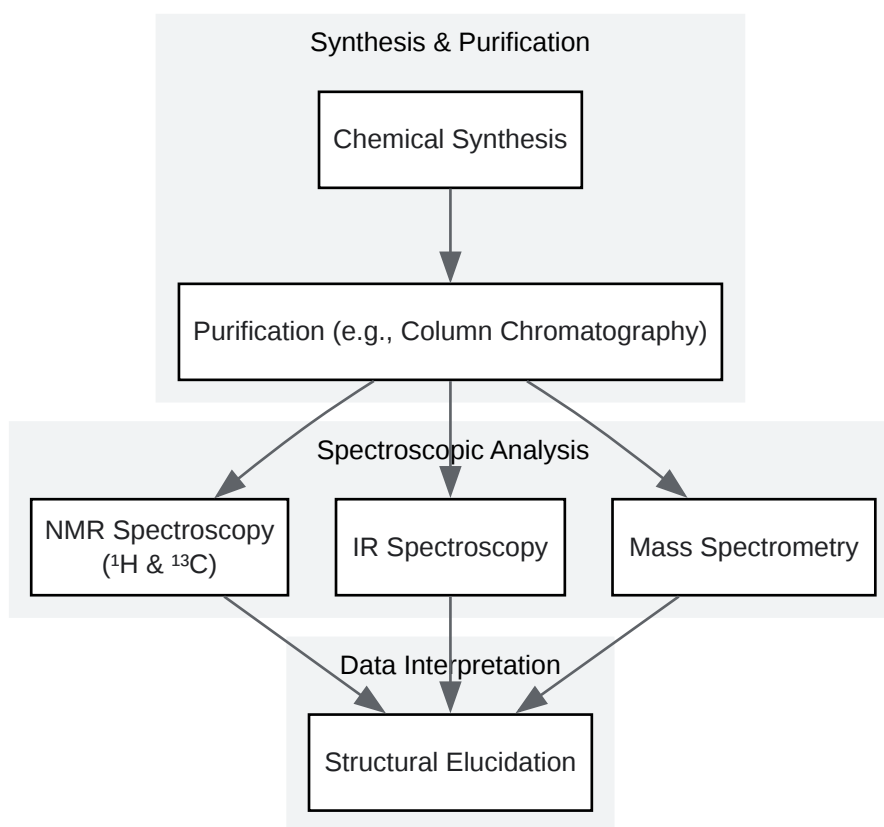 Synthesis & Purification
Chemical Synthesis
Purification (e.g., Column Chromatography)
Spectroscopic Analysis
NMR Spectroscopy
(¹H & ¹³C)
IR Spectroscopy
Mass Spectrometry
Data Interpretation
Structural Elucidation